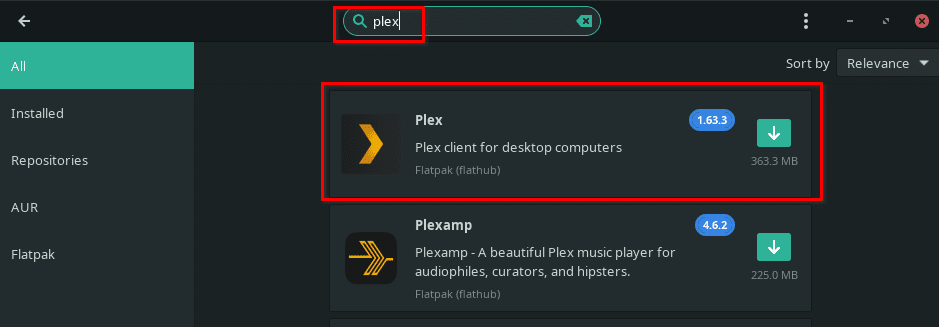 plex
Sort by Relevance
All
Installed
Repositories
AUR
Flatpak
Plex 1.63.3
Plex client for desktop computers
363.3 MB
Flatpak (flathub)
Plexamp 4.6.2
Plexamp - A beautiful Plex music player for
audiophiles, curators, and hipsters.
225.0 MB
Flatpak (flathub)